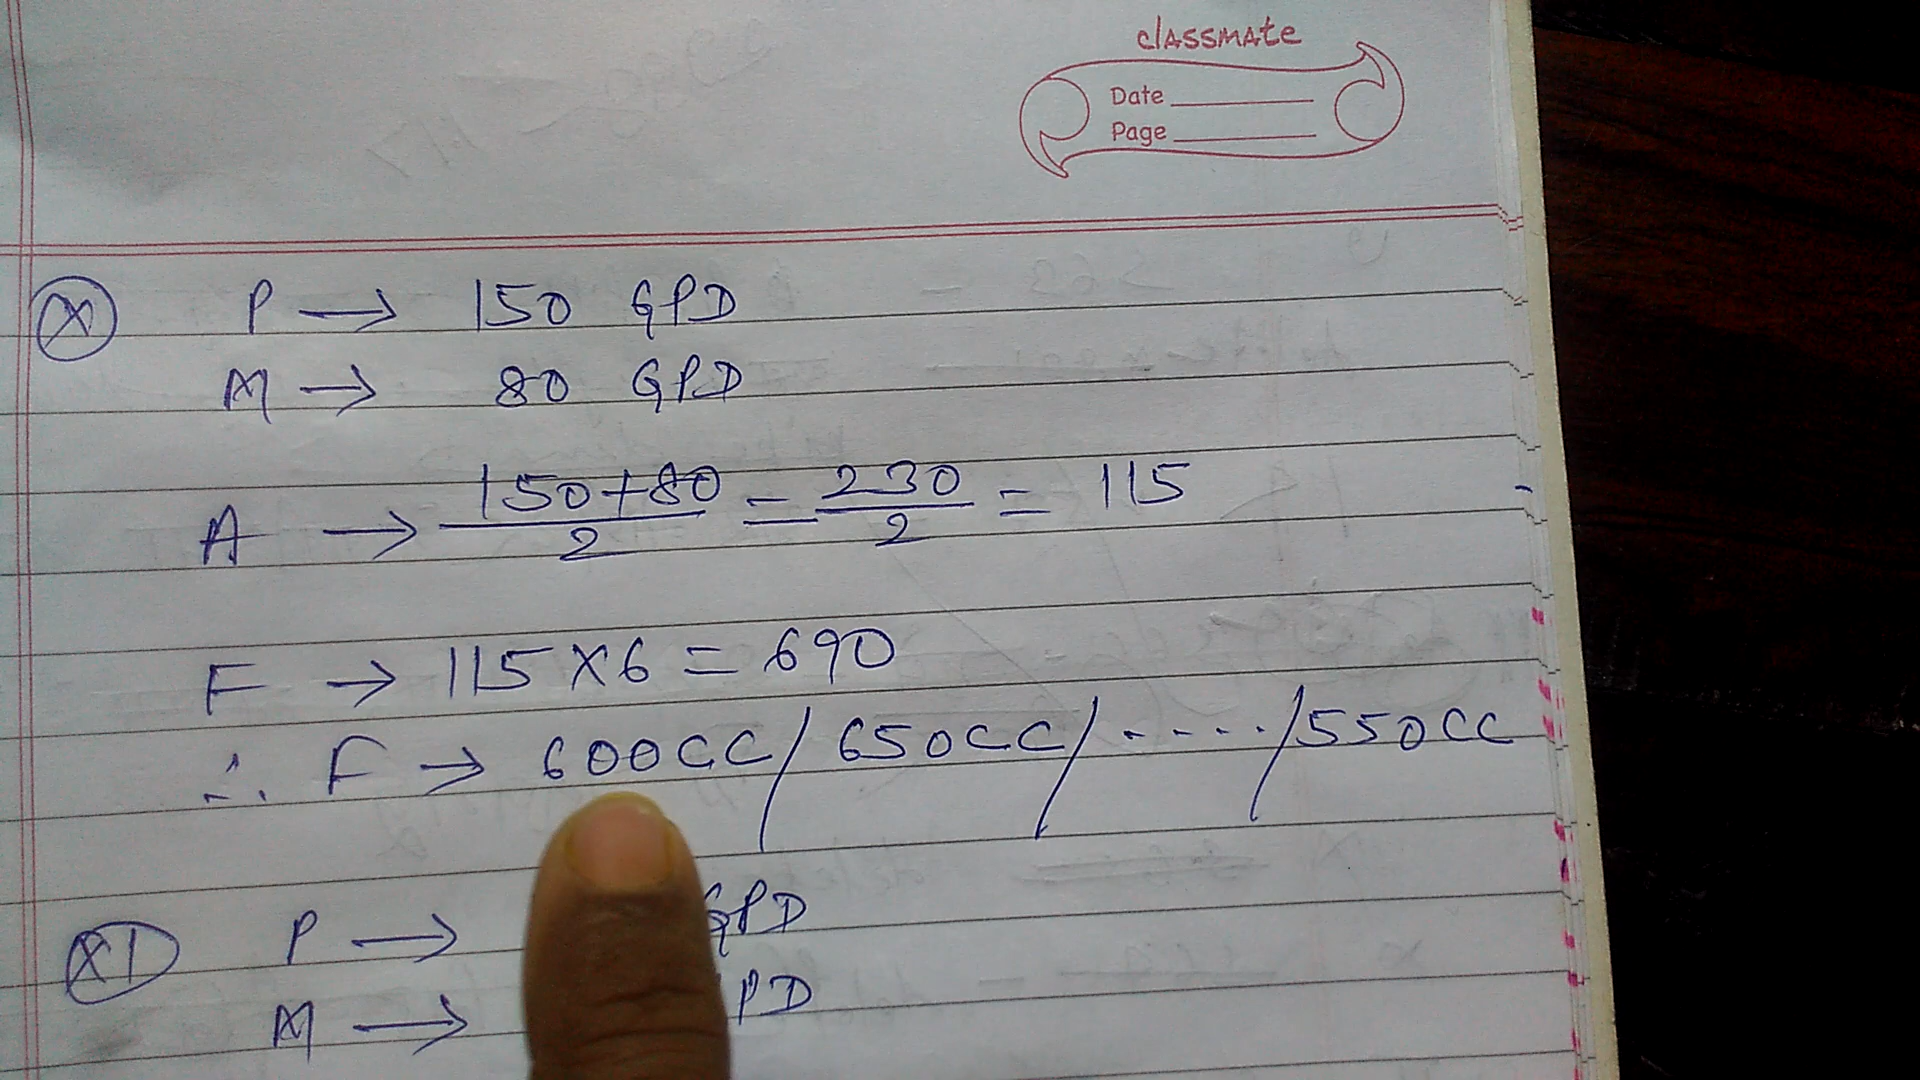 classmate
Date
Page
X P → 150 GPD
M → 80 GPD
A → 150+80/2 = 230/2 = 115
F → 115×6 = 690
∴ F → 600CC/650CC/-----/550CC
XI P → GPD
M → PD